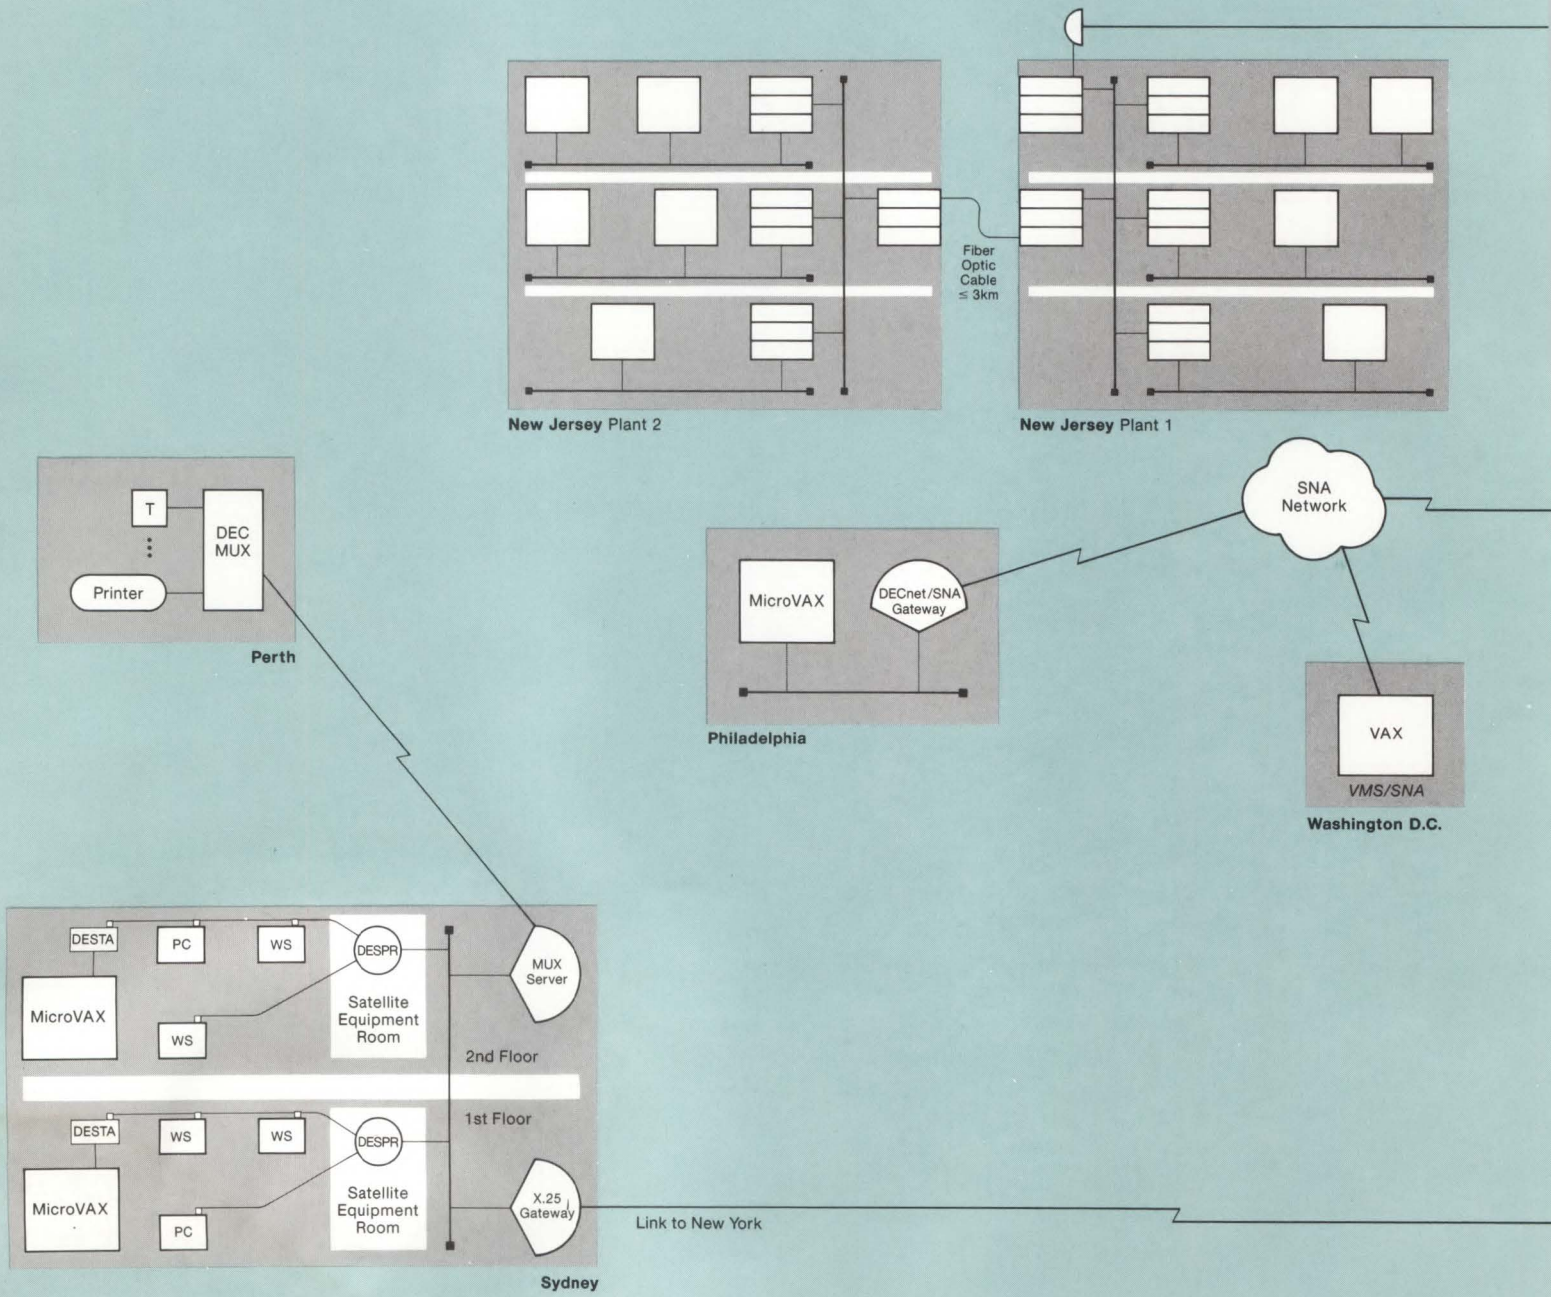 Fiber
Optic
Cable
≤ 3km
New Jersey Plant 2
New Jersey Plant 1
T
DEC
MUX
Printer
Perth
SNA
Network
MicroVAX
DECnet/SNA
Gateway
Philadelphia
VAX
VMS/SNA
Washington D.C.
DESTA
PC
WS
DESPR
MUX
Server
MicroVAX
WS
Satellite
Equipment
Room
2nd Floor
1st Floor
DESTA
WS
WS
DESPR
MicroVAX
PC
Satellite
Equipment
Room
X.25
Gateway
Link to New York
Sydney